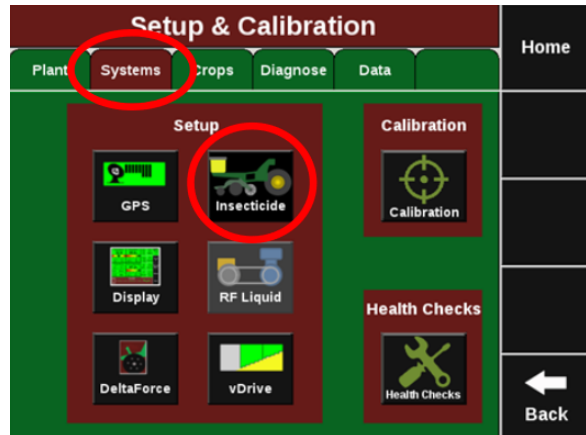 Setup & Calibration
Home
Plant
Systems
Crops
Diagnose
Data
Setup
GPS
Insecticide
Display
RF Liquid
DeltaForce
vDrive
Calibration
Calibration
Health Checks
Health Checks
Back